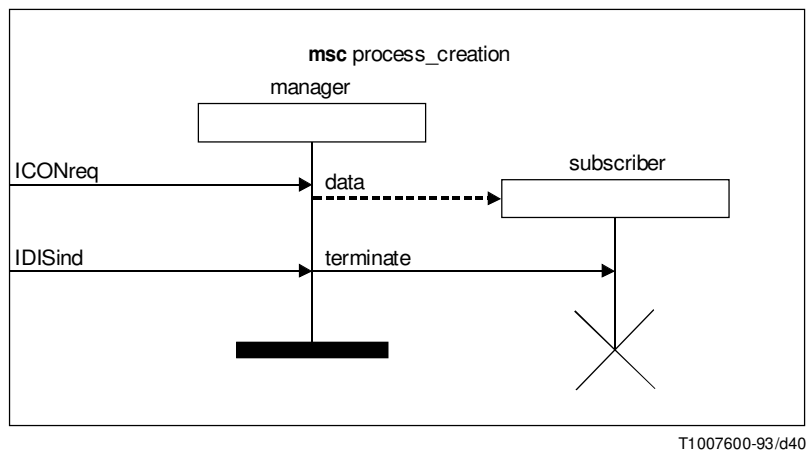 msc process_creation
manager
subscriber
ICONreq
data
IDISind
terminate
T1007600-93/d40